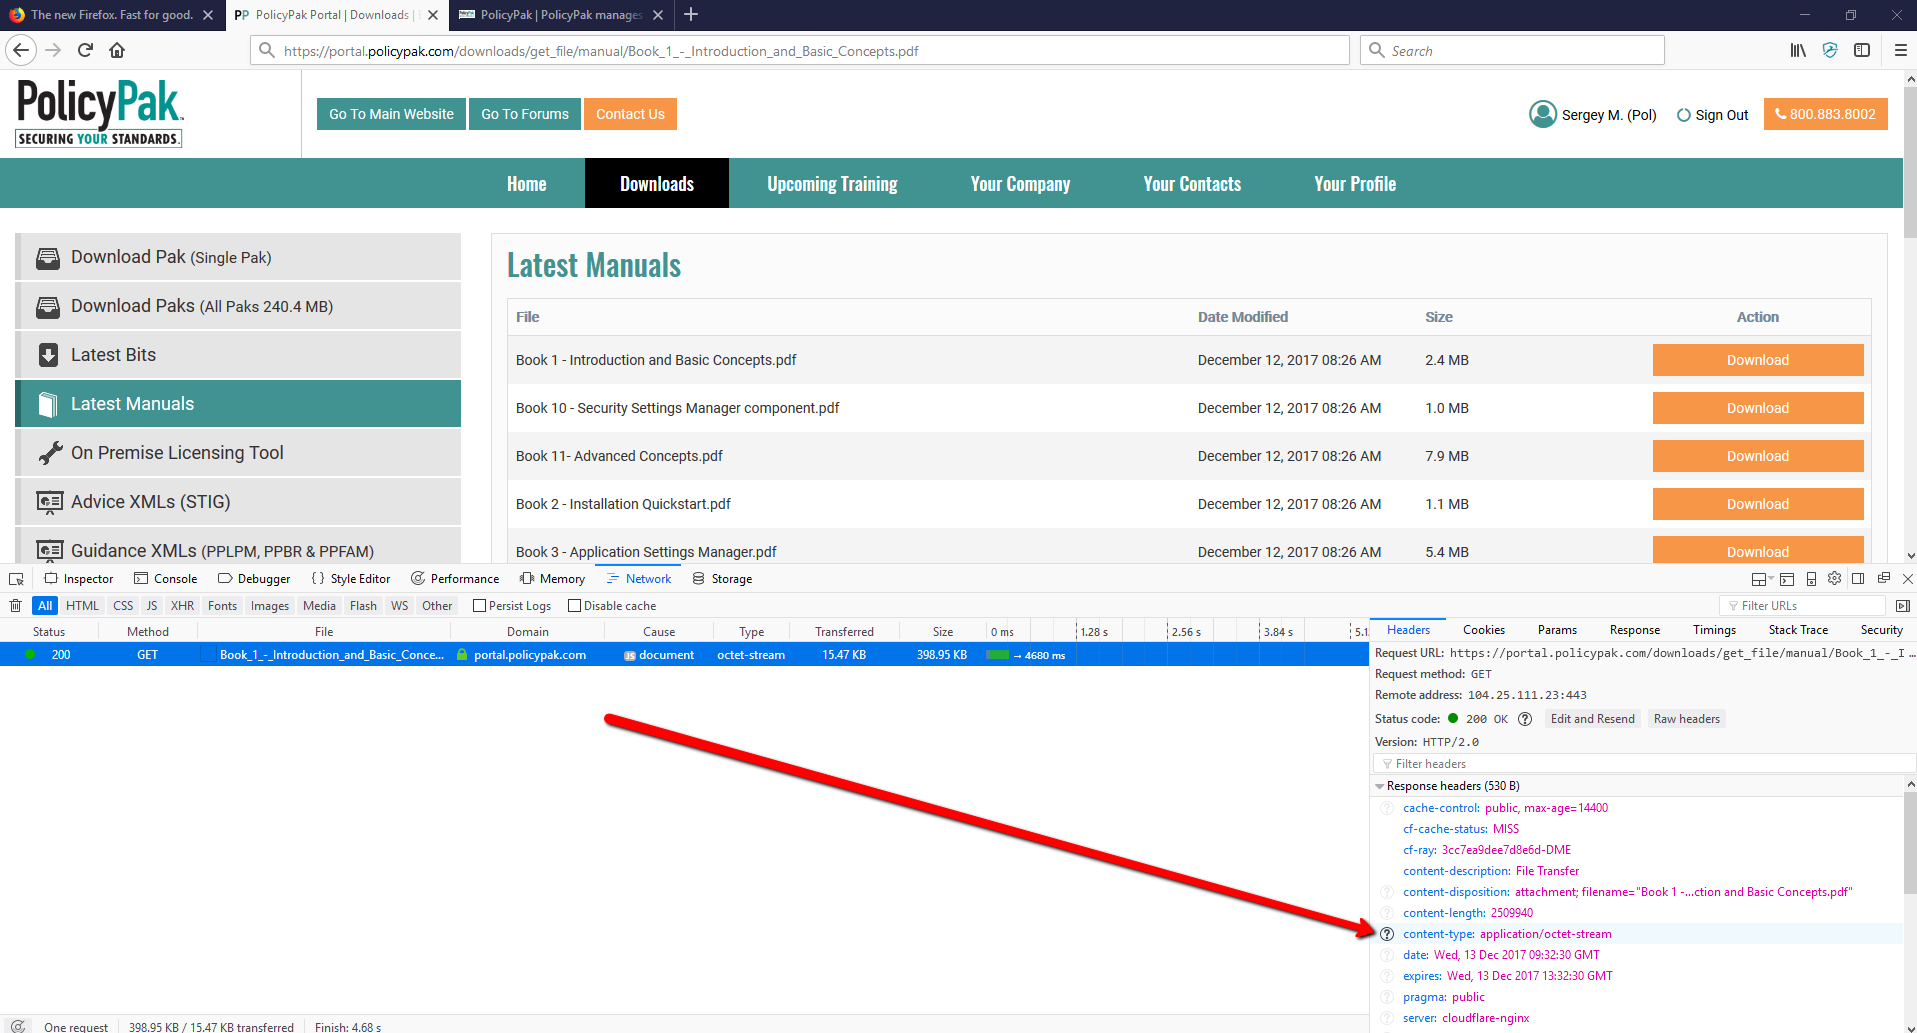 The new Firefox. Fast for good.
PP PolicyPak Portal | Downloads |
PolicyPak | PolicyPak manages
https://portal.policypak.com/downloads/get_file/manual/Book_1_-_Introduction_and_Basic_Concepts.pdf
Search
PolicyPak
SECURING YOUR STANDARDS.
Go To Main Website
Go To Forums
Contact Us
Sergey M. (Pol)
Sign Out
800.883.8002
Home
Downloads
Upcoming Training
Your Company
Your Contacts
Your Profile
Download Pak (Single Pak)
Download Paks (All Paks 240.4 MB)
Latest Bits
Latest Manuals
On Premise Licensing Tool
Advice XMLs (STIG)
Guidance XMLs (PPLPM, PPBR & PPFAM)
Latest Manuals
File Date Modified Size Action
Book 1 - Introduction and Basic Concepts.pdf December 12, 2017 08:26 AM 2.4 MB Download
Book 10 - Security Settings Manager component.pdf December 12, 2017 08:26 AM 1.0 MB Download
Book 11- Advanced Concepts.pdf December 12, 2017 08:26 AM 7.9 MB Download
Book 2 - Installation Quickstart.pdf December 12, 2017 08:26 AM 1.1 MB Download
Book 3 - Application Settings Manager.pdf December 12, 2017 08:26 AM 5.4 MB Download
Inspector Console Debugger Style Editor Performance Memory Network Storage
All HTML CSS JS XHR Fonts Images Media Flash WS Other Persist Logs Disable cache Filter URLs
Status Method File Domain Cause Type Transferred Size 0 ms 1.28 s 2.56 s 3.84 s 5.1
200 GET Book_1_-_Introduction_and_Basic_Conce... portal.policypak.com JS document octet-stream 15.47 KB 398.95 KB → 4680 ms
Headers Cookies Params Response Timings Stack Trace Security
Request URL: https://portal.policypak.com/downloads/get_file/manual/Book_1_-_I...
Request method: GET
Remote address: 104.25.111.23:443
Status code: 200 OK ? Edit and Resend Raw headers
Version: HTTP/2.0
Filter headers
Response headers (530 B)
cache-control: public, max-age=14400
cf-cache-status: MISS
cf-ray: 3cc7ea9dee7d8e6d-DME
content-description: File Transfer
content-disposition: attachment; filename="Book 1 -...ction and Basic Concepts.pdf"
content-length: 2509940
content-type: application/octet-stream
date: Wed, 13 Dec 2017 09:32:30 GMT
expires: Wed, 13 Dec 2017 13:32:30 GMT
pragma: public
server: cloudflare-nginx
One request 398.95 KB / 15.47 KB transferred Finish: 4.68 s